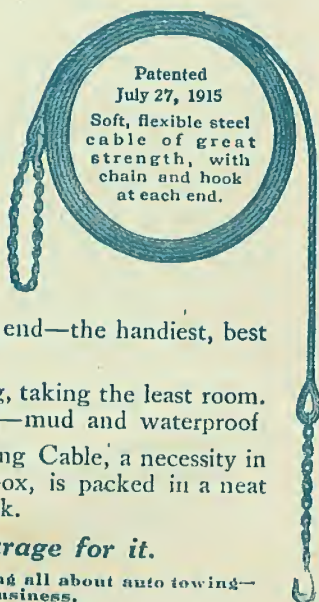 Patented
July 27, 1915
Soft, flexible steel
cable of great
strength, with
chain and hook
at each end.
end—the handiest, best
, taking the least room.
—mud and waterproof
ng Cable, a necessity in
ox, is packed in a neat
k.
rage for it.
ng all about auto towing—
usiness.